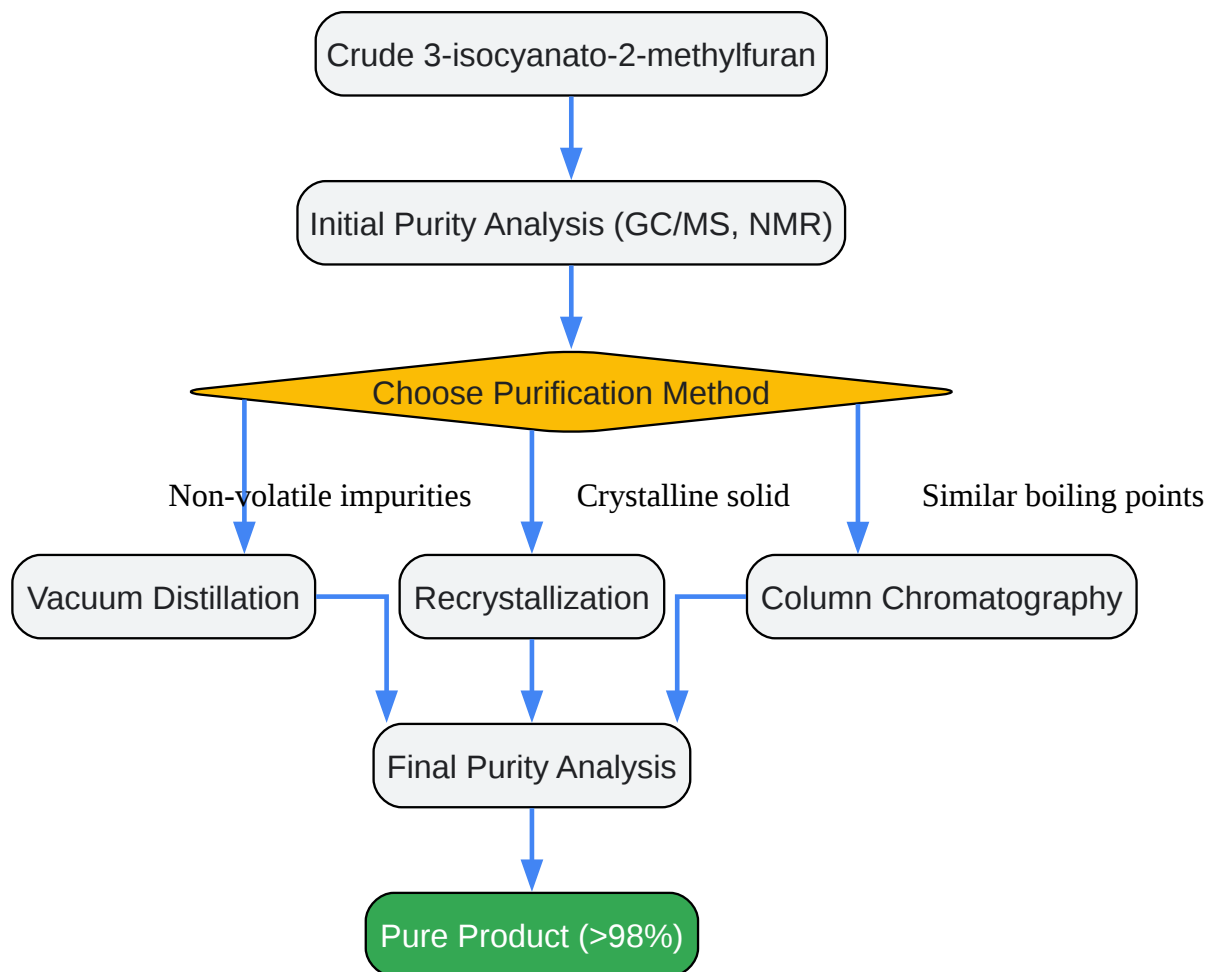 Crude 3-isocyanato-2-methylfuran
Initial Purity Analysis (GC/MS, NMR)
Choose Purification Method
Non-volatile impurities
Crystalline solid
Similar boiling points
Vacuum Distillation
Recrystallization
Column Chromatography
Final Purity Analysis
Pure Product (>98%)